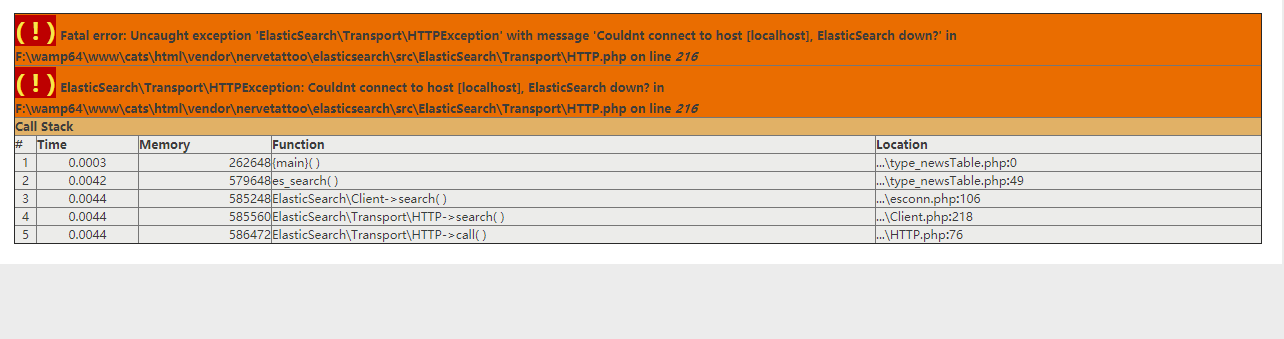 ( ! ) Fatal error: Uncaught exception 'ElasticSearch\Transport\HTTPException' with message 'Couldnt connect to host [localhost], ElasticSearch down?' in
F:\wamp64\www\cats\html\vendor\nervetattoo\elasticsearch\src\ElasticSearch\Transport\HTTP.php on line 216
( ! ) ElasticSearch\Transport\HTTPException: Couldnt connect to host [localhost], ElasticSearch down? in
F:\wamp64\www\cats\html\vendor\nervetattoo\elasticsearch\src\ElasticSearch\Transport\HTTP.php on line 216
Call Stack
# Time Memory Function Location
1 0.0003 262648 {main}( ) ...\type_newsTable.php:0
2 0.0042 579648 es_search( ) ...\type_newsTable.php:49
3 0.0044 585248 ElasticSearch\Client->search( ) ...\esconn.php:106
4 0.0044 585560 ElasticSearch\Transport\HTTP->search( ) ...\Client.php:218
5 0.0044 586472 ElasticSearch\Transport\HTTP->call( ) ...\HTTP.php:76